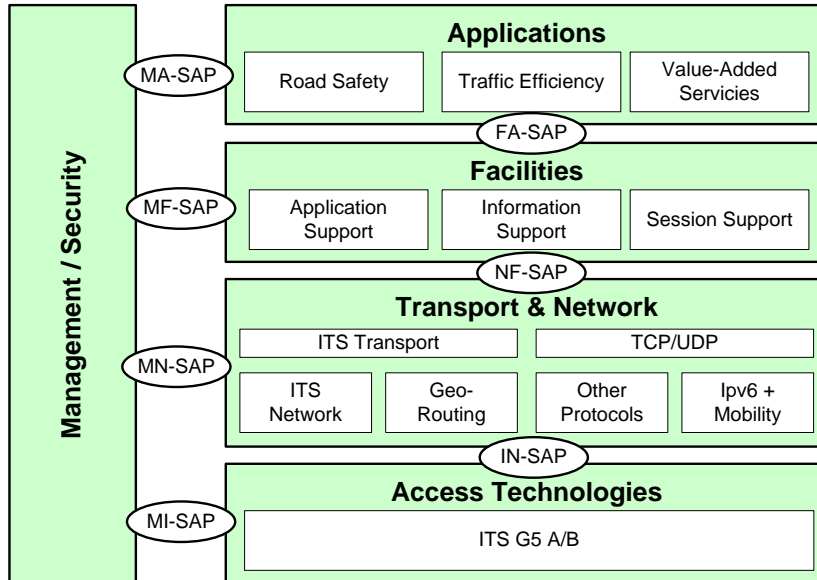 Management / Security
Applications
MA-SAP
Road Safety
Traffic Efficiency
Value-Added
Servicies
FA-SAP
Facilities
MF-SAP
Application
Support
Information
Support
Session Support
NF-SAP
Transport & Network
ITS Transport
TCP/UDP
MN-SAP
ITS
Network
Geo-
Routing
Other
Protocols
Ipv6 +
Mobility
IN-SAP
Access Technologies
MI-SAP
ITS G5 A/B